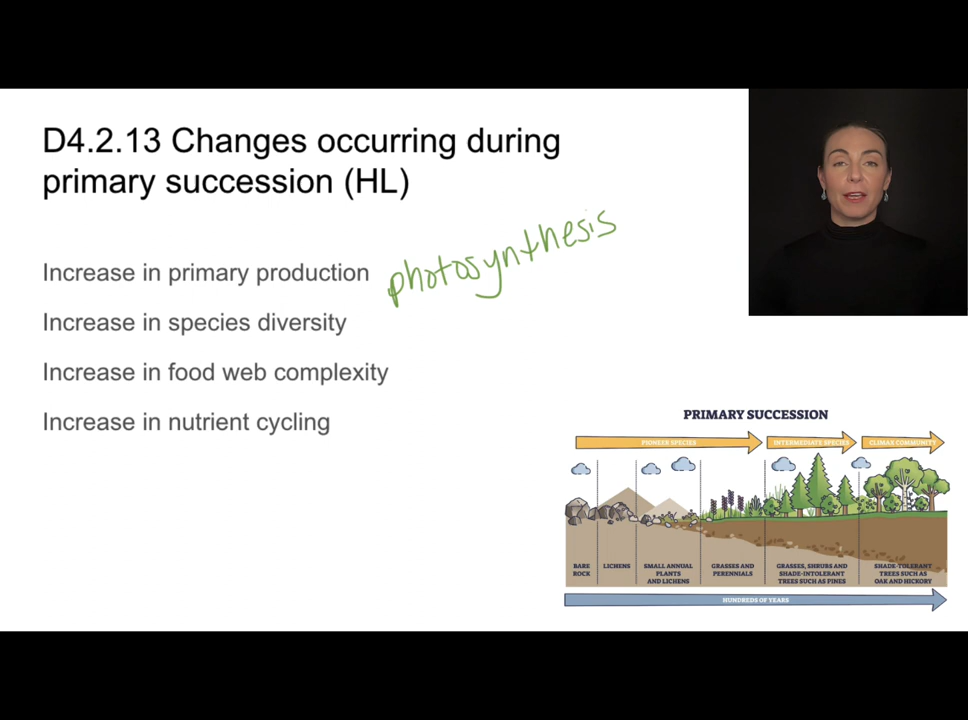 D4.2.13 Changes occurring during
primary succession (HL)
Increase in primary production
photosynthesis
Increase in species diversity
Increase in food web complexity
Increase in nutrient cycling
PRIMARY SUCCESSION
PIONEER SPECIES
INTERMEDIATE SPECIES
CLIMAX COMMUNITY
BARE
ROCK
LICHENS
SMALL ANNUAL
PLANTS
AND LICHENS
GRASSES AND
PERENNIALS
GRASSES, SHRUBS AND
SHADE-INTOLERANT
TREES SUCH AS PINES
SHADE-TOLERANT
TREES SUCH AS
OAK AND HICKORY
HUNDREDS OF YEARS